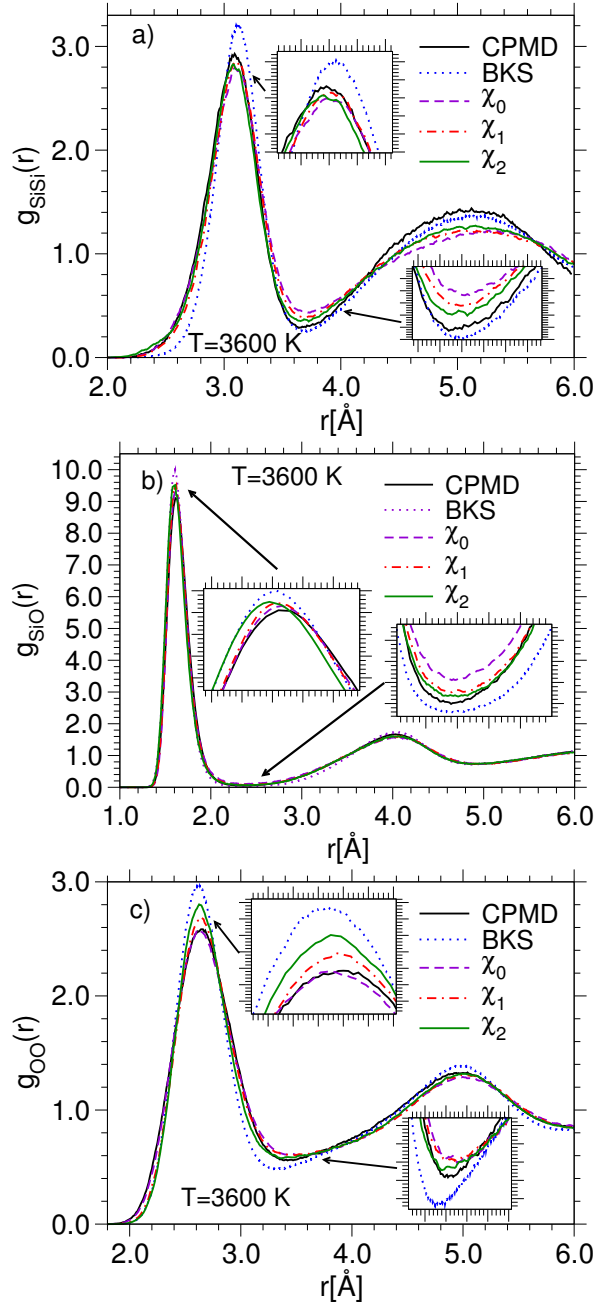 a)
CPMD
BKS
χ0
χ1
χ2
gSiSi(r)
3.0
2.0
1.0
0.0
T=3600 K
2.0 3.0 4.0 5.0 6.0
r[Å]
b)
T=3600 K
CPMD
BKS
χ0
χ1
χ2
gSiO(r)
10.0
9.0
8.0
7.0
6.0
5.0
4.0
3.0
2.0
1.0
0.0
1.0 2.0 3.0 4.0 5.0 6.0
r[Å]
c)
CPMD
BKS
χ0
χ1
χ2
gOO(r)
3.0
2.0
1.0
0.0
T=3600 K
2.0 3.0 4.0 5.0 6.0
r[Å]